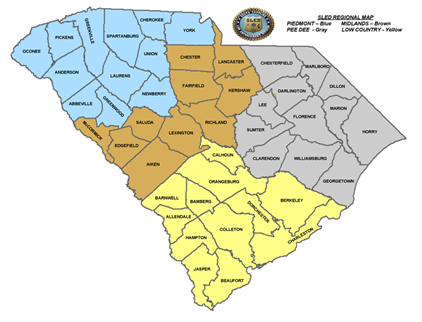 SLED REGIONAL MAP
PIEDMONT – Blue MIDLANDS – Brown
PEE DEE - Gray LOW COUNTRY - Yellow
SLED
CHEROKEE
YORK
SPARTANBURG
GREENVILLE
PICKENS
OCONEE
UNION
ANDERSON
LAURENS
CHESTER
LANCASTER
CHESTERFIELD
MARLBORO
DILLON
DARLINGTON
FAIRFIELD
KERSHAW
NEWBERRY
ABBEVILLE
GREENWOOD
LEE
FLORENCE
MARION
HORRY
McCORMICK
SALUDA
LEXINGTON
RICHLAND
SUMTER
EDGEFIELD
AIKEN
CALHOUN
CLARENDON
WILLIAMSBURG
GEORGETOWN
ORANGEBURG
BARNWELL
BAMBERG
BERKELEY
DORCHESTER
ALLENDALE
COLLETON
CHARLESTON
HAMPTON
JASPER
BEAUFORT